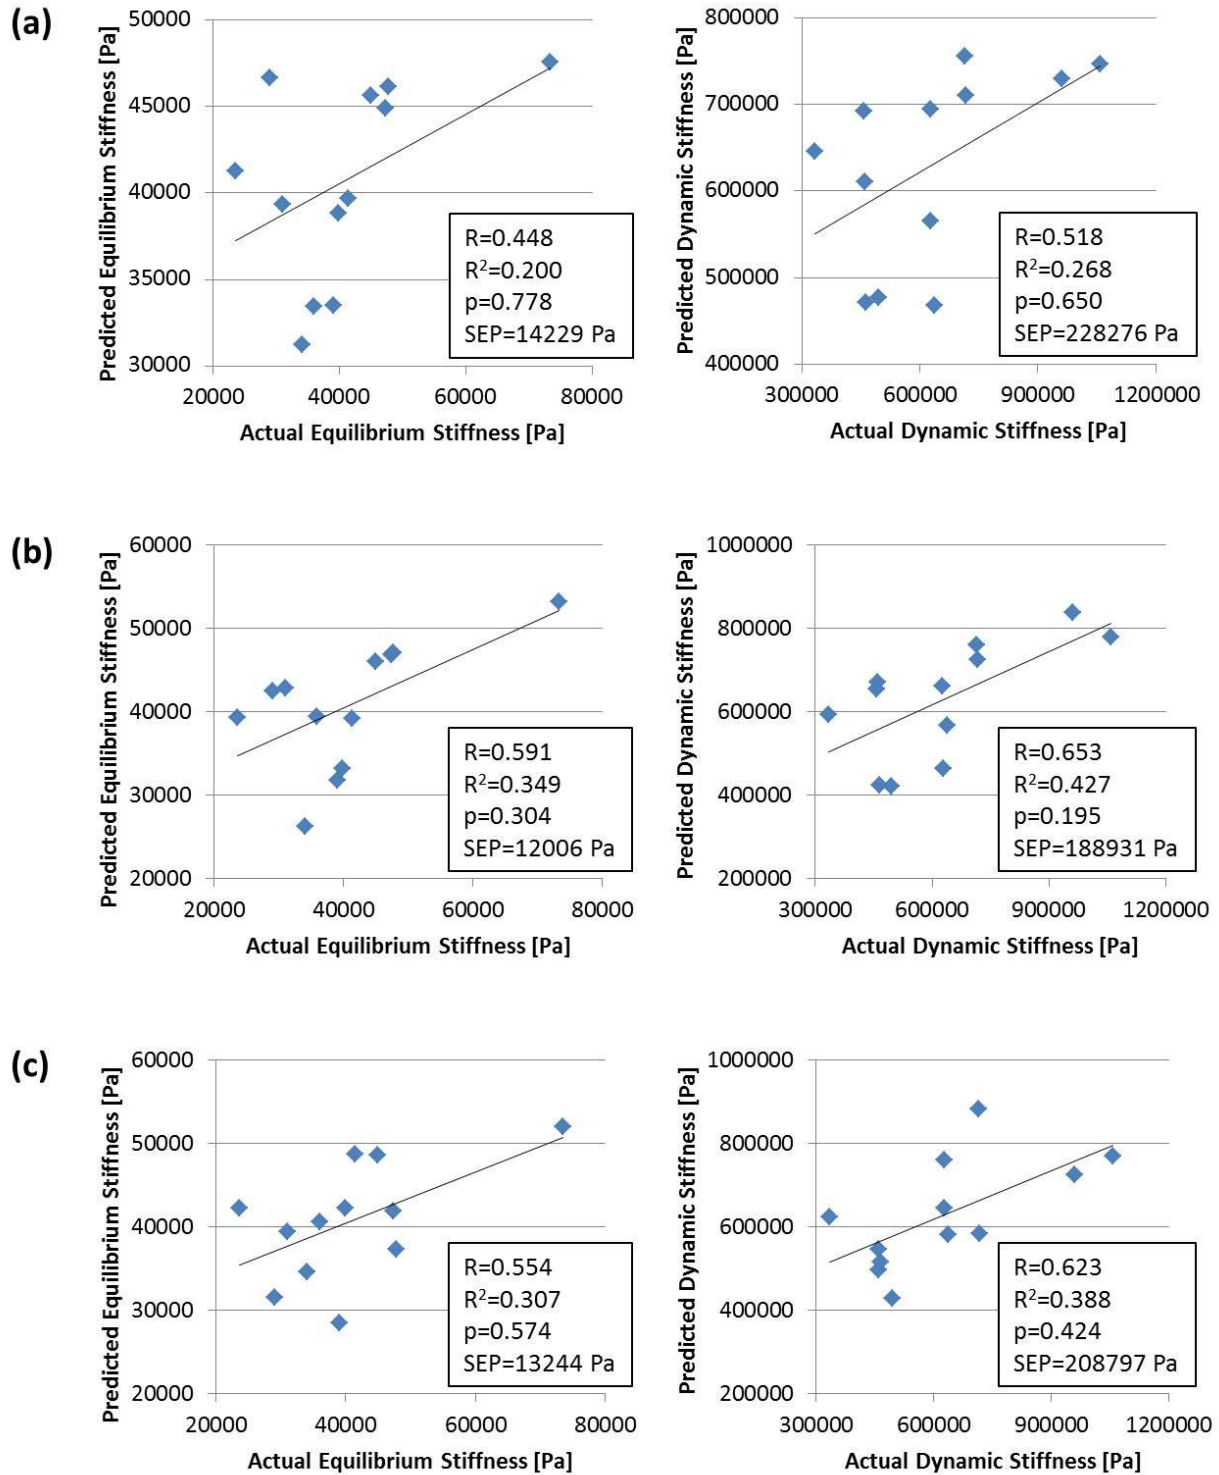 (a)
Predicted Equilibrium Stiffness [Pa]
50000
45000
40000
35000
30000
R=0.448
R²=0.200
p=0.778
SEP=14229 Pa
20000 40000 60000 80000
Actual Equilibrium Stiffness [Pa]
Predicted Dynamic Stiffness [Pa]
800000
700000
600000
500000
400000
R=0.518
R²=0.268
p=0.650
SEP=228276 Pa
300000 600000 900000 1200000
Actual Dynamic Stiffness [Pa]
(b)
Predicted Equilibrium Stiffness [Pa]
60000
50000
40000
30000
20000
R=0.591
R²=0.349
p=0.304
SEP=12006 Pa
20000 40000 60000 80000
Actual Equilibrium Stiffness [Pa]
Predicted Dynamic Stiffness [Pa]
1000000
800000
600000
400000
200000
R=0.653
R²=0.427
p=0.195
SEP=188931 Pa
300000 600000 900000 1200000
Actual Dynamic Stiffness [Pa]
(c)
Predicted Equilibrium Stiffness [Pa]
60000
50000
40000
30000
20000
R=0.554
R²=0.307
p=0.574
SEP=13244 Pa
20000 40000 60000 80000
Actual Equilibrium Stiffness [Pa]
Predicted Dynamic Stiffness [Pa]
1000000
800000
600000
400000
200000
R=0.623
R²=0.388
p=0.424
SEP=208797 Pa
300000 600000 900000 1200000
Actual Dynamic Stiffness [Pa]